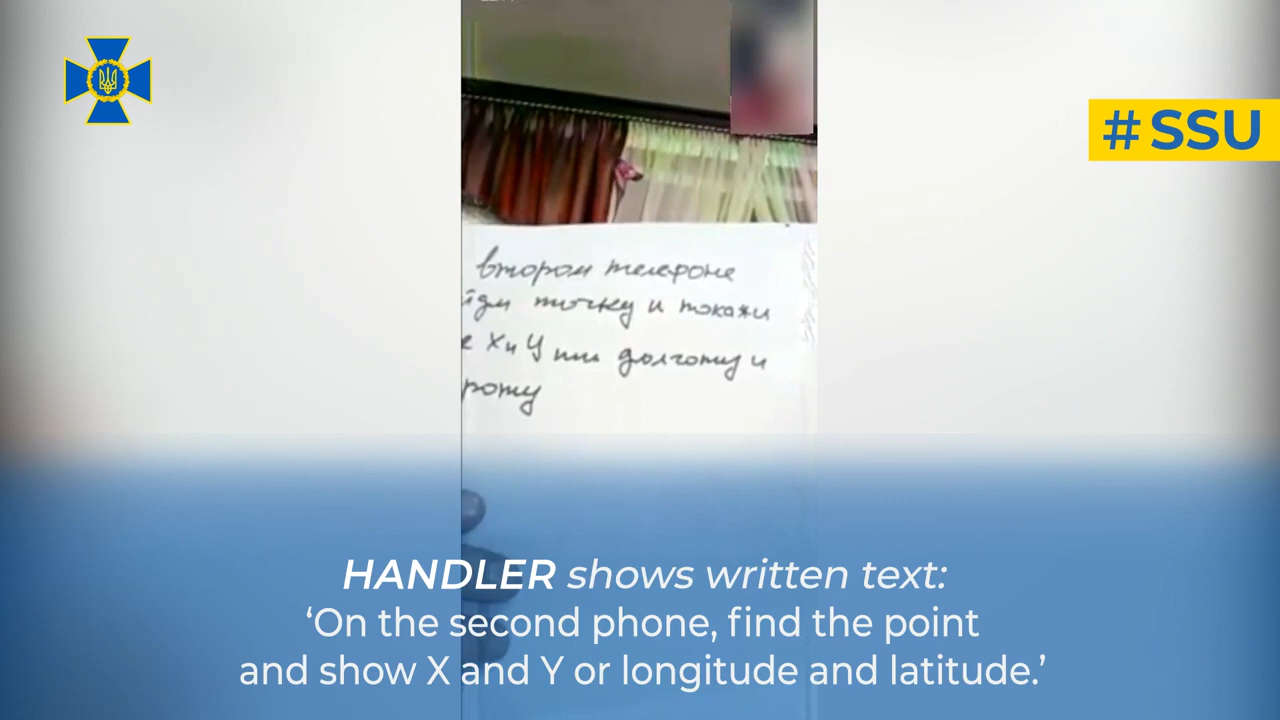 #SSU
втором телефоне
йди точку и покажи
е X и У или долготу и
роту
HANDLER shows written text:
‘On the second phone, find the point
and show X and Y or longitude and latitude.’